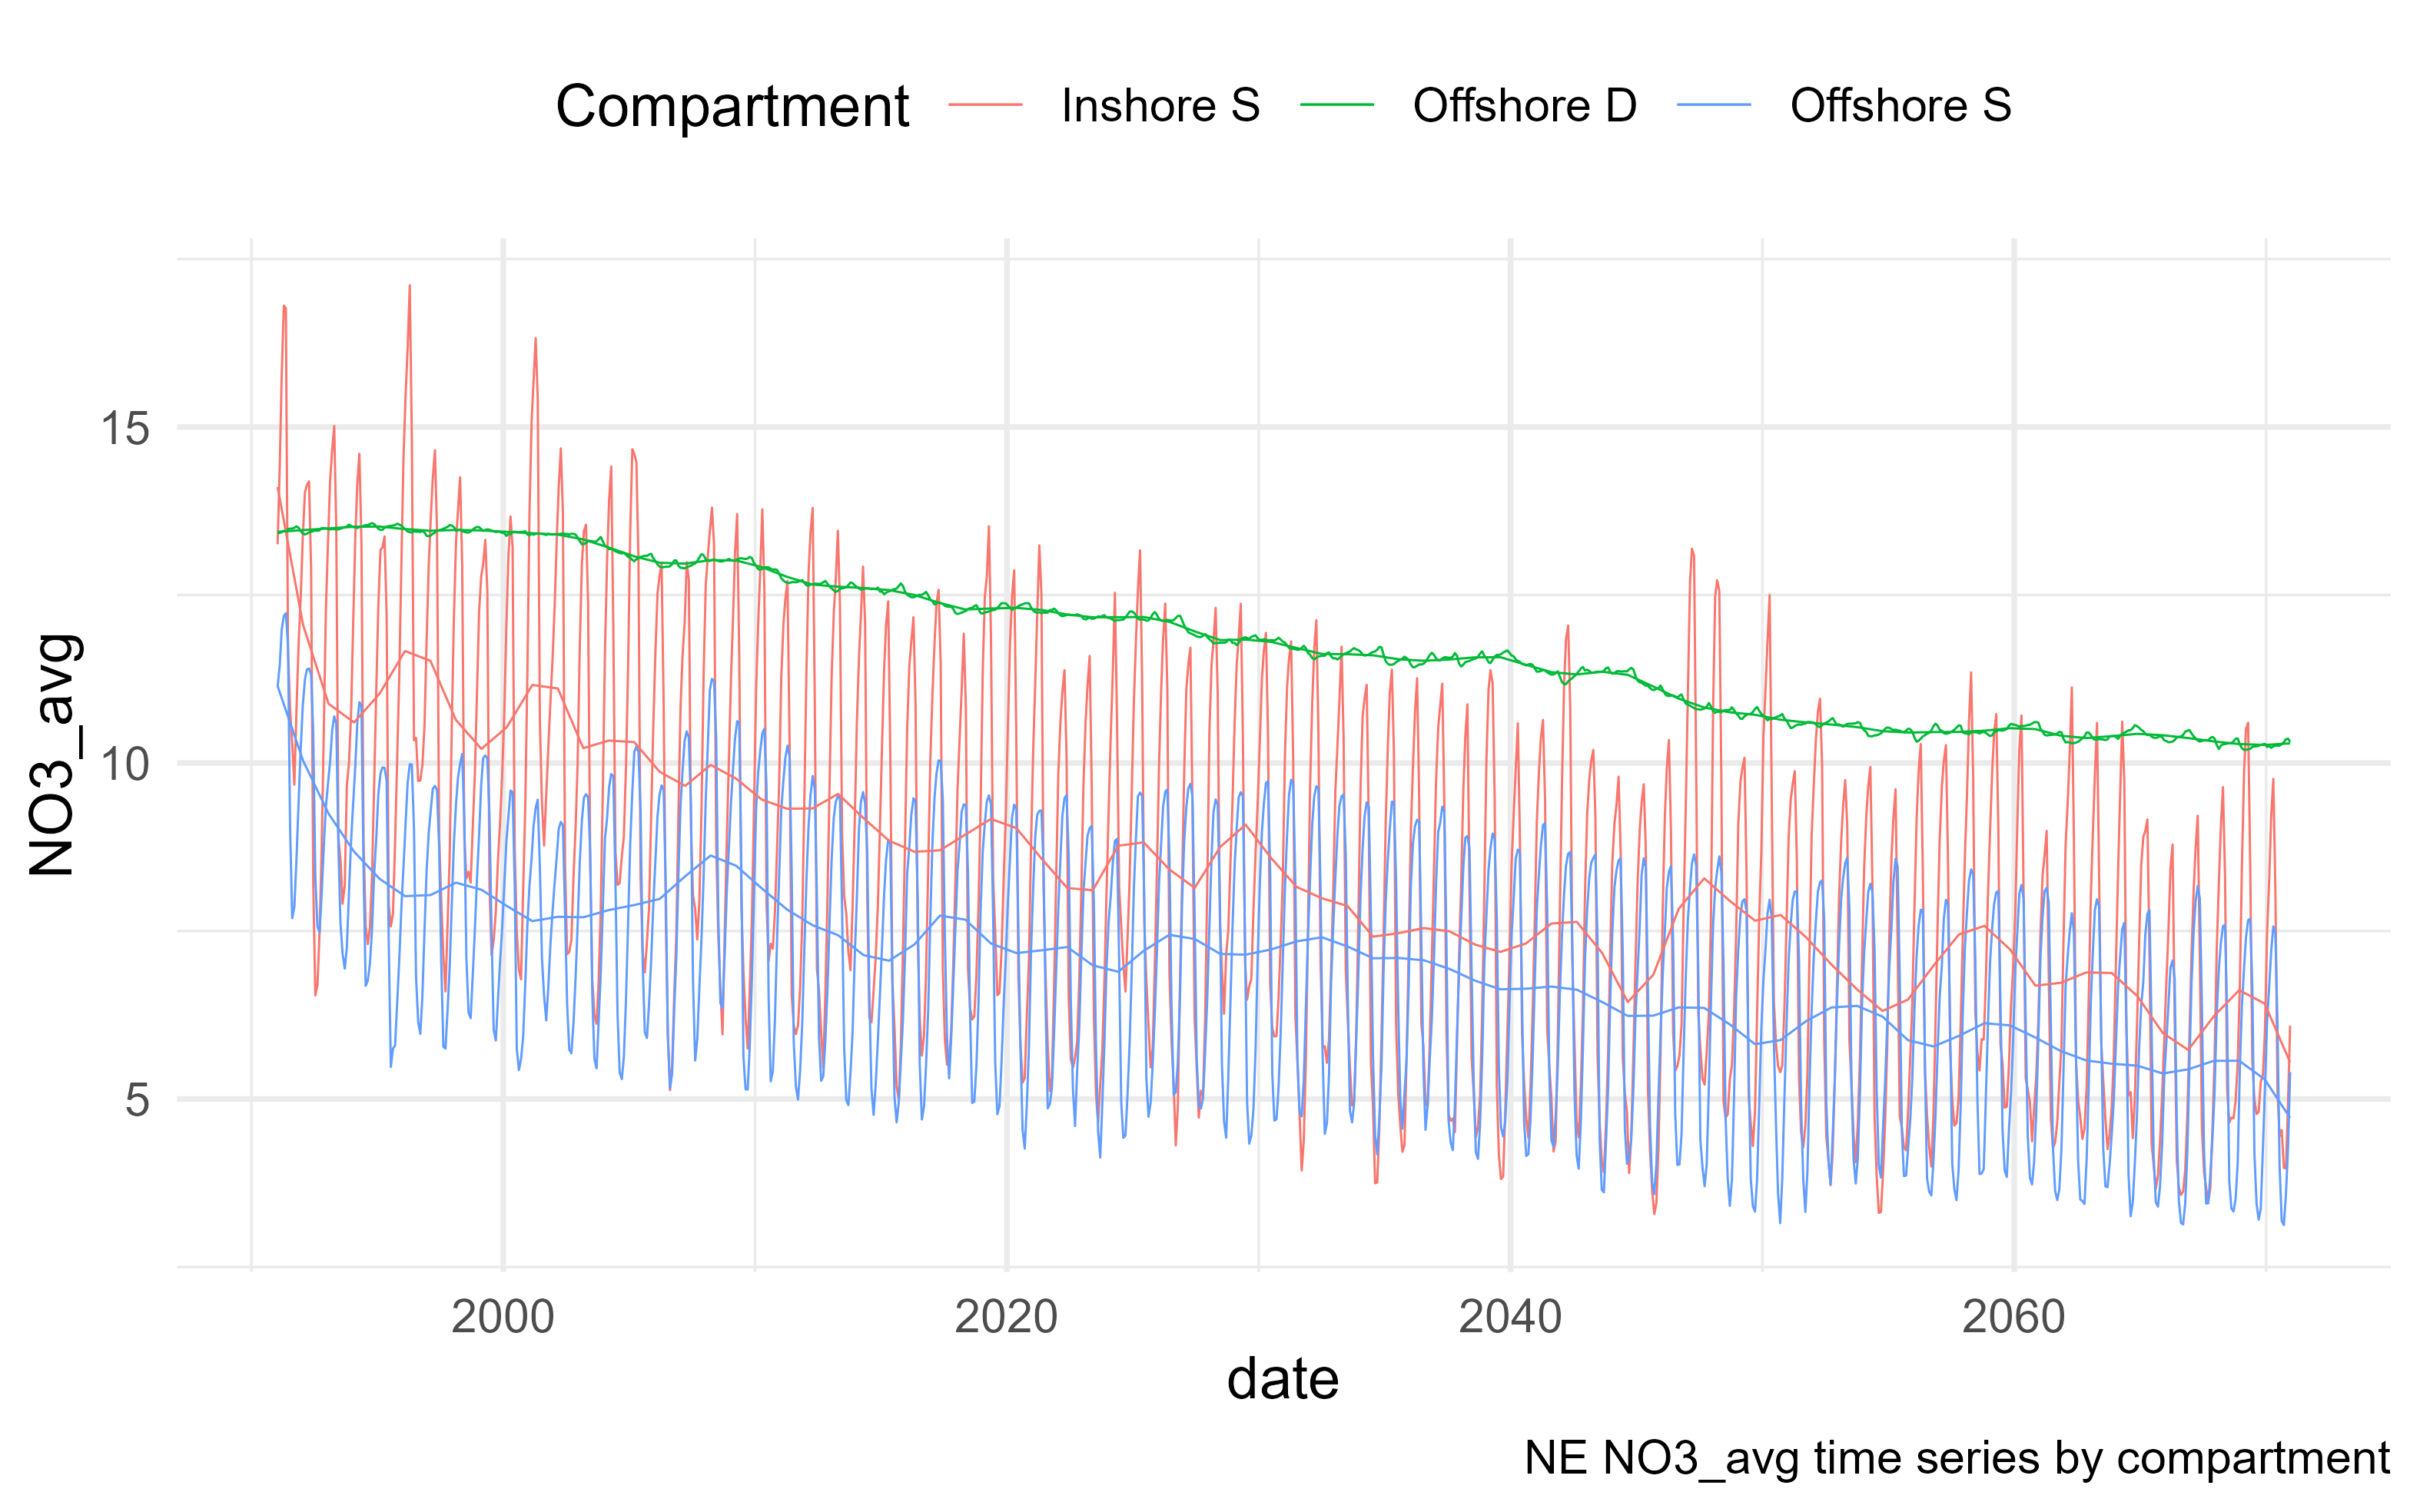 Compartment Inshore S Offshore D Offshore S
NO3_avg
15
10
5
2000 2020 2040 2060
date
NE NO3_avg time series by compartment